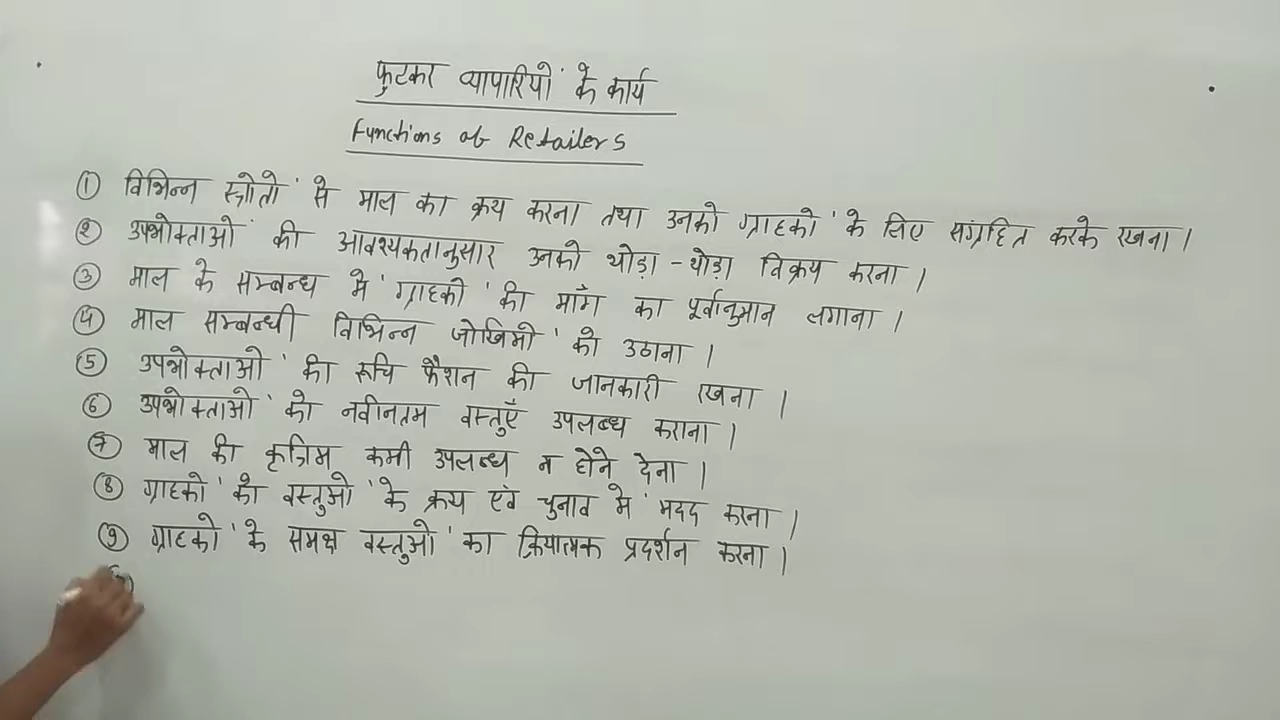 फुटकर व्यापारियों के कार्य
Functions of Retailers
① विभिन्न स्त्रोतों से माल का क्रय करना तथा उनको ग्राहकों के लिए संग्रहित करके रखना।
② उपभोक्ताओं की आवश्यकतानुसार उनको थोड़ा-थोड़ा विक्रय करना।
③ माल के सम्बन्ध में ग्राहकों की माँग का पूर्वानुमान लगाना।
④ माल सम्बन्धी विभिन्न जोखिमों को उठाना।
⑤ उपभोक्ताओं की रूचि फैशन की जानकारी रखना।
⑥ उपभोक्ताओं को नवीनतम वस्तुएँ उपलब्ध कराना।
⑦ माल की कृत्रिम कमी उपलब्ध न होने देना।
⑧ ग्राहकों को वस्तुओं के क्रय एवं चुनाव में मदद करना।
⑨ ग्राहकों के समक्ष वस्तुओं का क्रियात्मक प्रदर्शन करना।